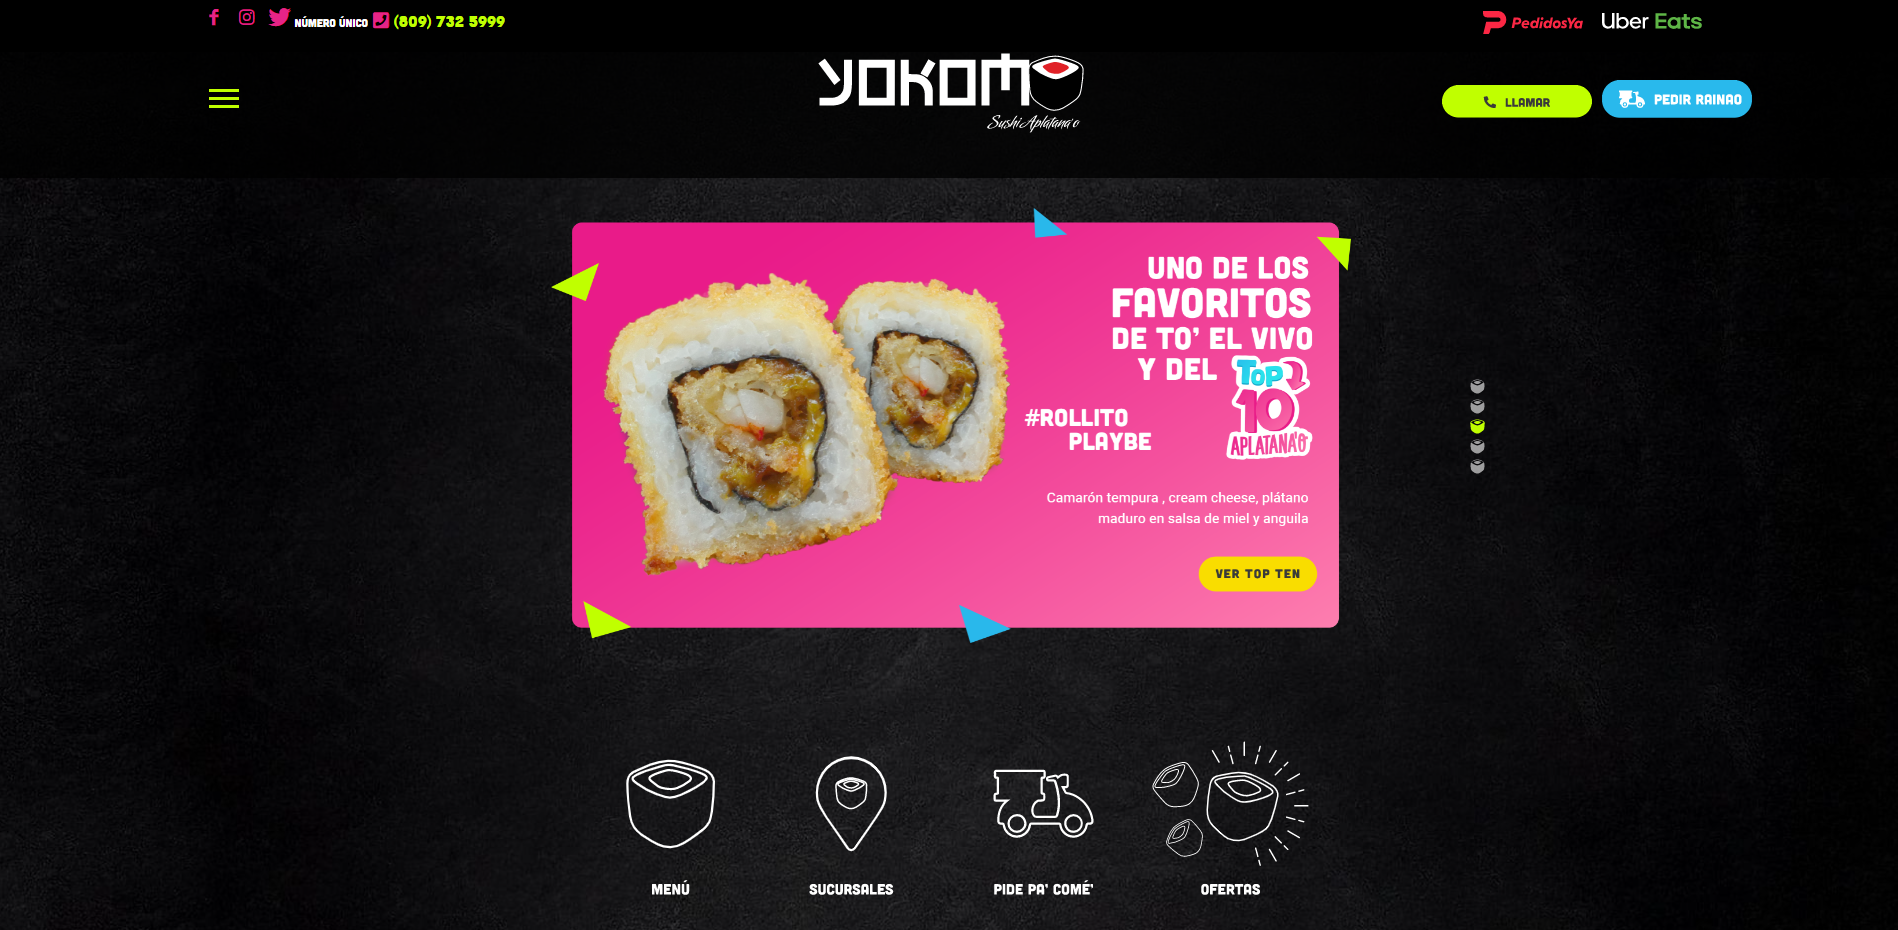 NÚMERO ÚNICO (809) 732 5999
PedidosYa
Uber Eats
YOKOMO
Sushi Aplatana'o
LLAMAR
PEDIR RAINAO
UNO DE LOS
FAVORITOS
DE TO' EL VIVO
Y DEL TOP
10
APLATANA'O
#ROLLITO
PLAYBE
Camarón tempura , cream cheese, plátano
maduro en salsa de miel y anguila
VER TOP TEN
MENÚ
SUCURSALES
PIDE PA' COMÉ'
OFERTAS